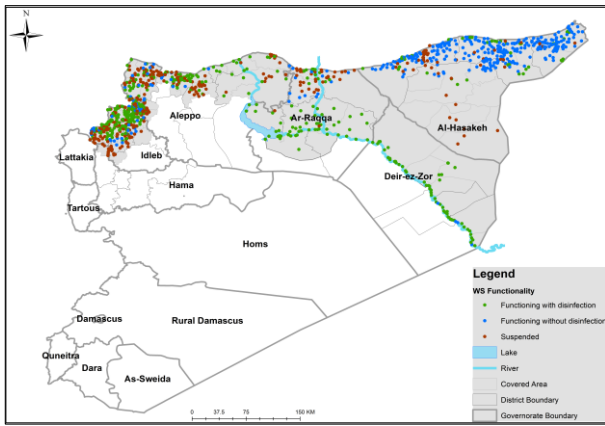 N
Aleppo
Ar-Raqqa
Al-Hasakeh
Lattakia
Idleb
Deir-ez-Zor
Hama
Tartous
Homs
Damascus
Rural Damascus
Quneitra
Dara
As-Sweida
0 37.5 75 150 KM
Legend
WS Functionality
Functioning with disinfection
Functioning without disinfection
Suspended
Lake
River
Covered Area
District Boundary
Governorate Boundary